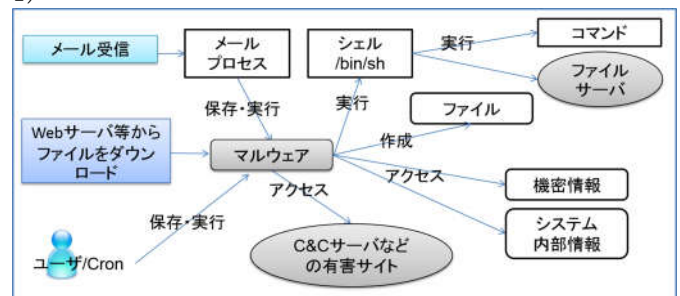 メール受信
メール
プロセス
シェル
/bin/sh
実行
コマンド
ファイル
サーバ
保存・実行
実行
ファイル
Webサーバ等から
ファイルをダウン
ロード
マルウェア
作成
アクセス
機密情報
アクセス
保存・実行
システム
内部情報
C&Cサーバなど
の有害サイト
ユーザ/Cron